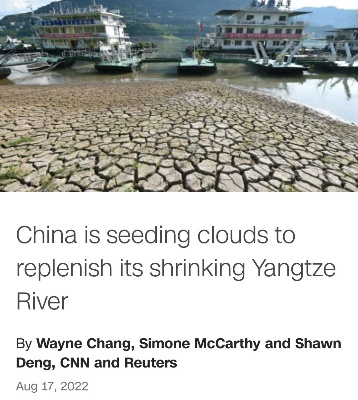 China is seeding clouds to
replenish its shrinking Yangtze
River
By Wayne Chang, Simone McCarthy and Shawn
Deng, CNN and Reuters
Aug 17, 2022